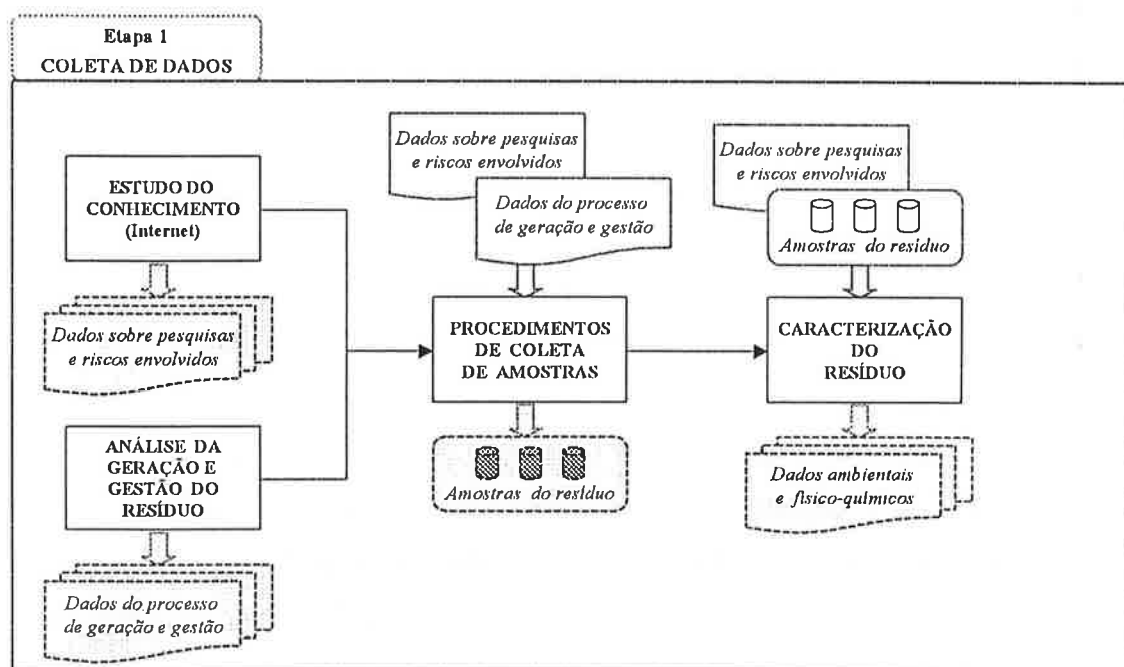 Etapa 1
COLETA DE DADOS
ESTUDO DO
CONHECIMENTO
(Internet)
Dados sobre pesquisas
e riscos envolvidos
ANÁLISE DA
GERAÇÃO E
GESTÃO DO
RESÍDUO
Dados do processo
de geração e gestão
Dados sobre pesquisas
e riscos envolvidos
Dados do processo
de geração e gestão
PROCEDIMENTOS
DE COLETA
DE AMOSTRAS
Amostras do resíduo
Dados sobre pesquisas
e riscos envolvidos
Amostras do resíduo
CARACTERIZAÇÃO
DO
RESÍDUO
Dados ambientais
e físico-químicos